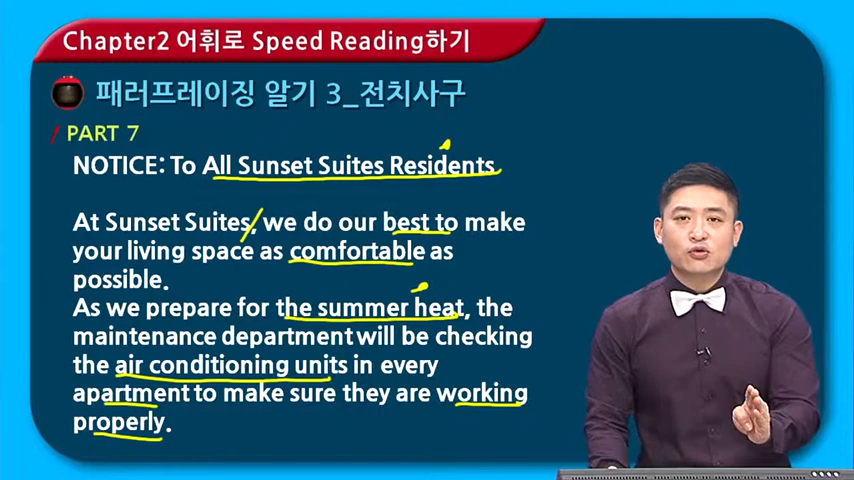 Chapter2 어휘로 Speed Reading하기
패러프레이징 알기 3_전치사구
/ PART 7
NOTICE: To All Sunset Suites Residents
At Sunset Suites, we do our best to make
your living space as comfortable as
possible.
As we prepare for the summer heat, the
maintenance department will be checking
the air conditioning units in every
apartment to make sure they are working
properly.